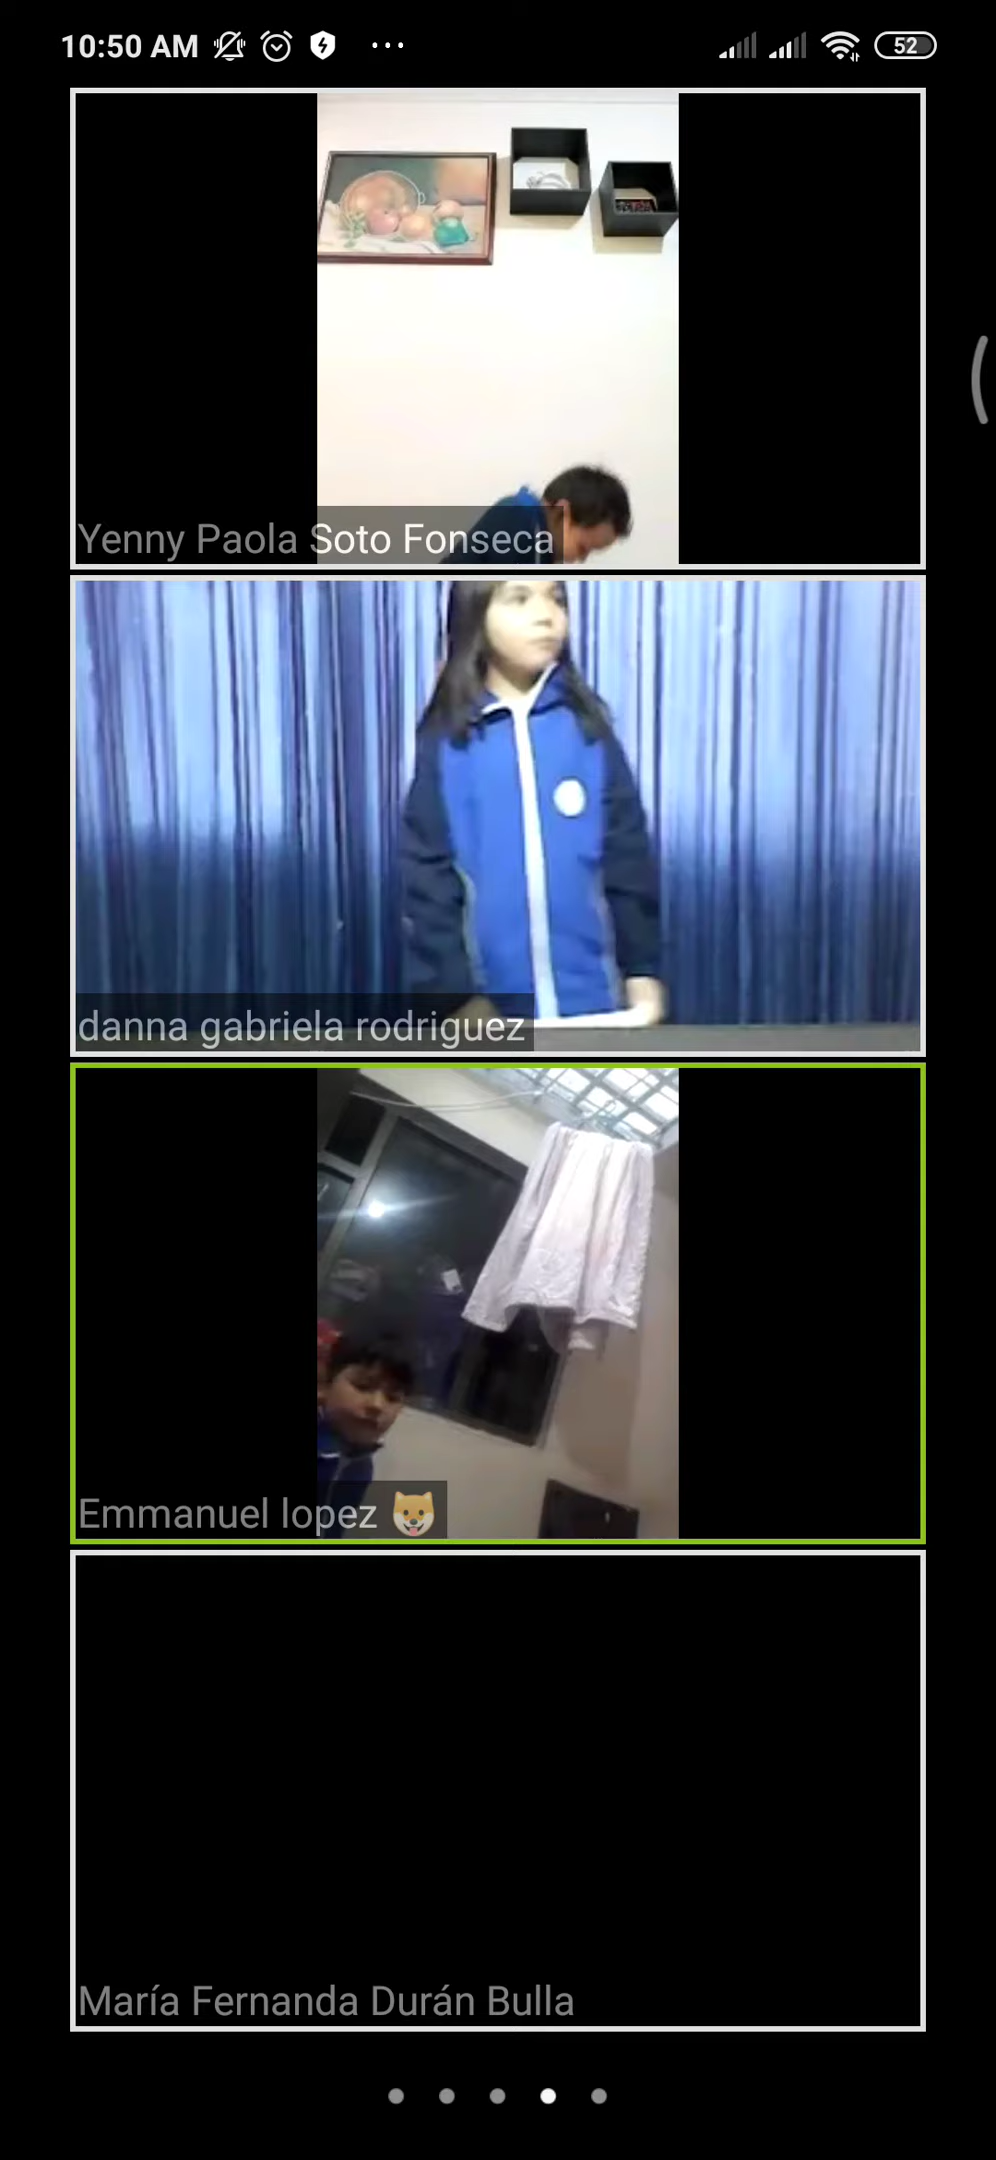 10:50 AM
52
Yenny Paola Soto Fonseca
danna gabriela rodriguez
Emmanuel lopez 🐶
María Fernanda Durán Bulla